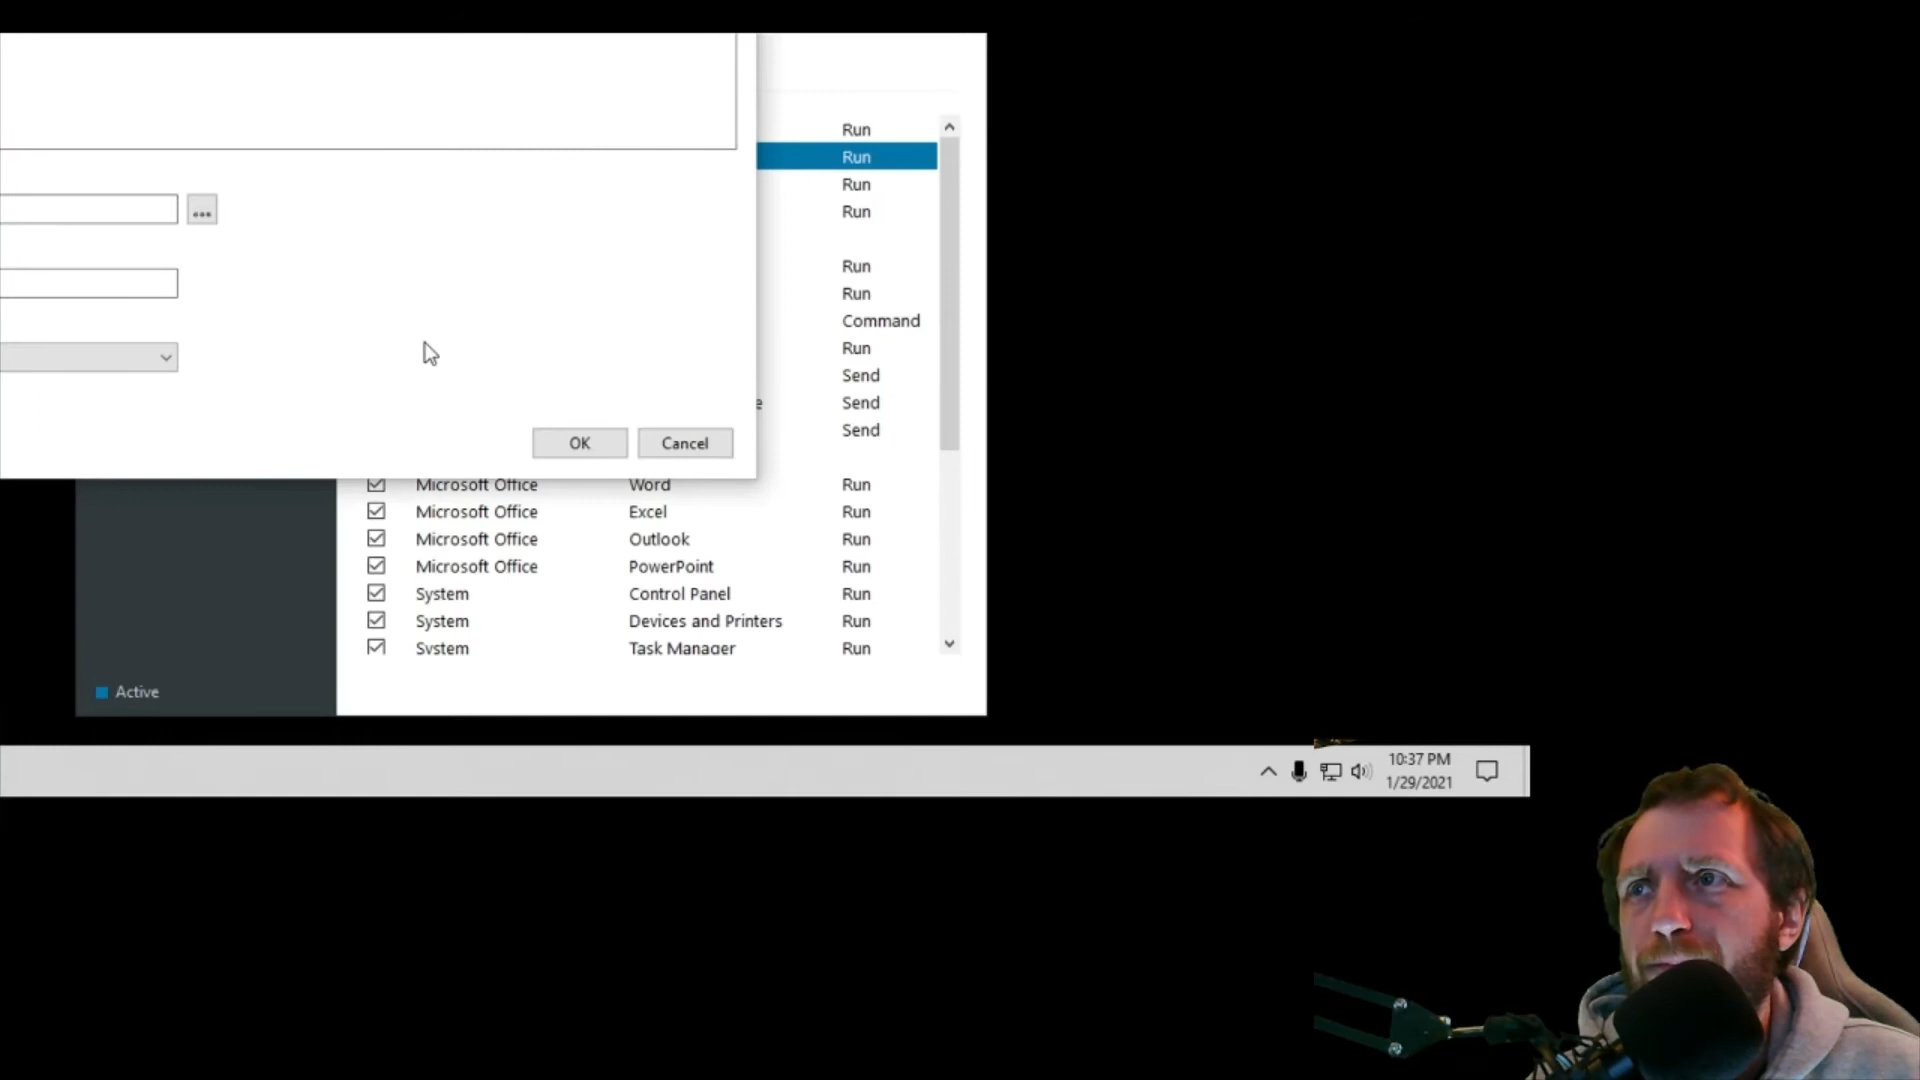 Run
Run
...
Run
Run
Run
Run
Command
Run
Send
e Send
Send
OK Cancel
Microsoft Office Word Run
Microsoft Office Excel Run
Microsoft Office Outlook Run
Microsoft Office PowerPoint Run
System Control Panel Run
System Devices and Printers Run
System Task Manager Run
Active
10:37 PM
1/29/2021